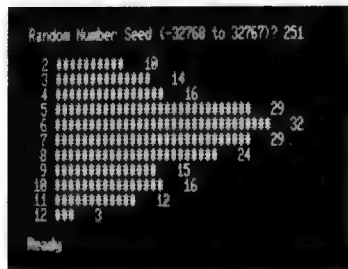 Random Number Seed (-32768 to 32767)? 251
2 ********** 10
3 ************** 14
4 **************** 16
5 ***************************** 29
6 ******************************** 32
7 ***************************** 29
8 ************************ 24
9 *************** 15
10 **************** 16
11 ************ 12
12 *** 3
Ready